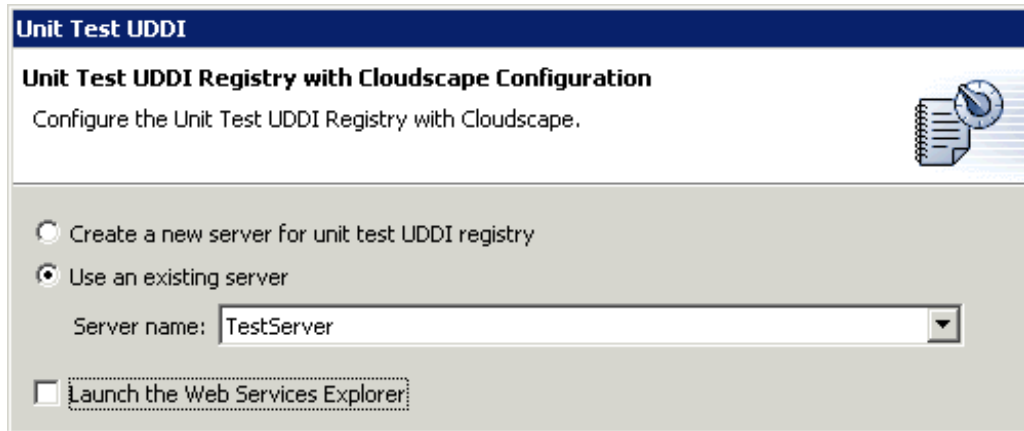 Unit Test UDDI
Unit Test UDDI Registry with Cloudscape Configuration
Configure the Unit Test UDDI Registry with Cloudscape.
Create a new server for unit test UDDI registry
Use an existing server
Server name: TestServer
Launch the Web Services Explorer